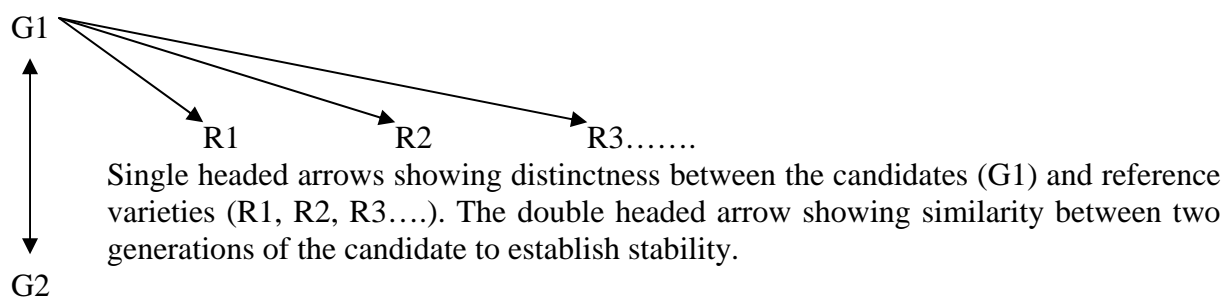 G1
R1 R2 R3.......
Single headed arrows showing distinctness between the candidates (G1) and reference
varieties (R1, R2, R3….). The double headed arrow showing similarity between two
generations of the candidate to establish stability.
G2